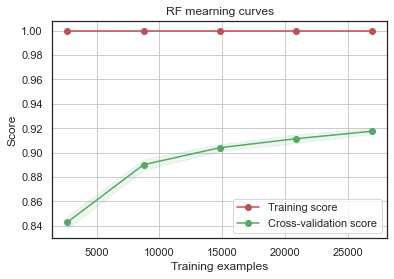 RF mearning curves
1.00
0.98
0.96
0.94
0.92
0.90
0.88
0.86
0.84
Score
5000 10000 15000 20000 25000
Training examples
Training score
Cross-validation score